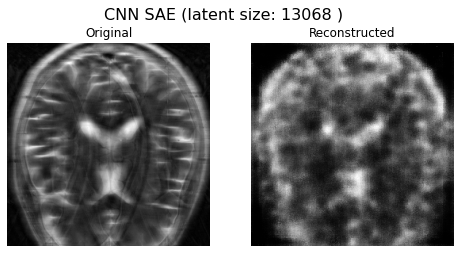 CNN SAE (latent size: 13068 )
Original
Reconstructed